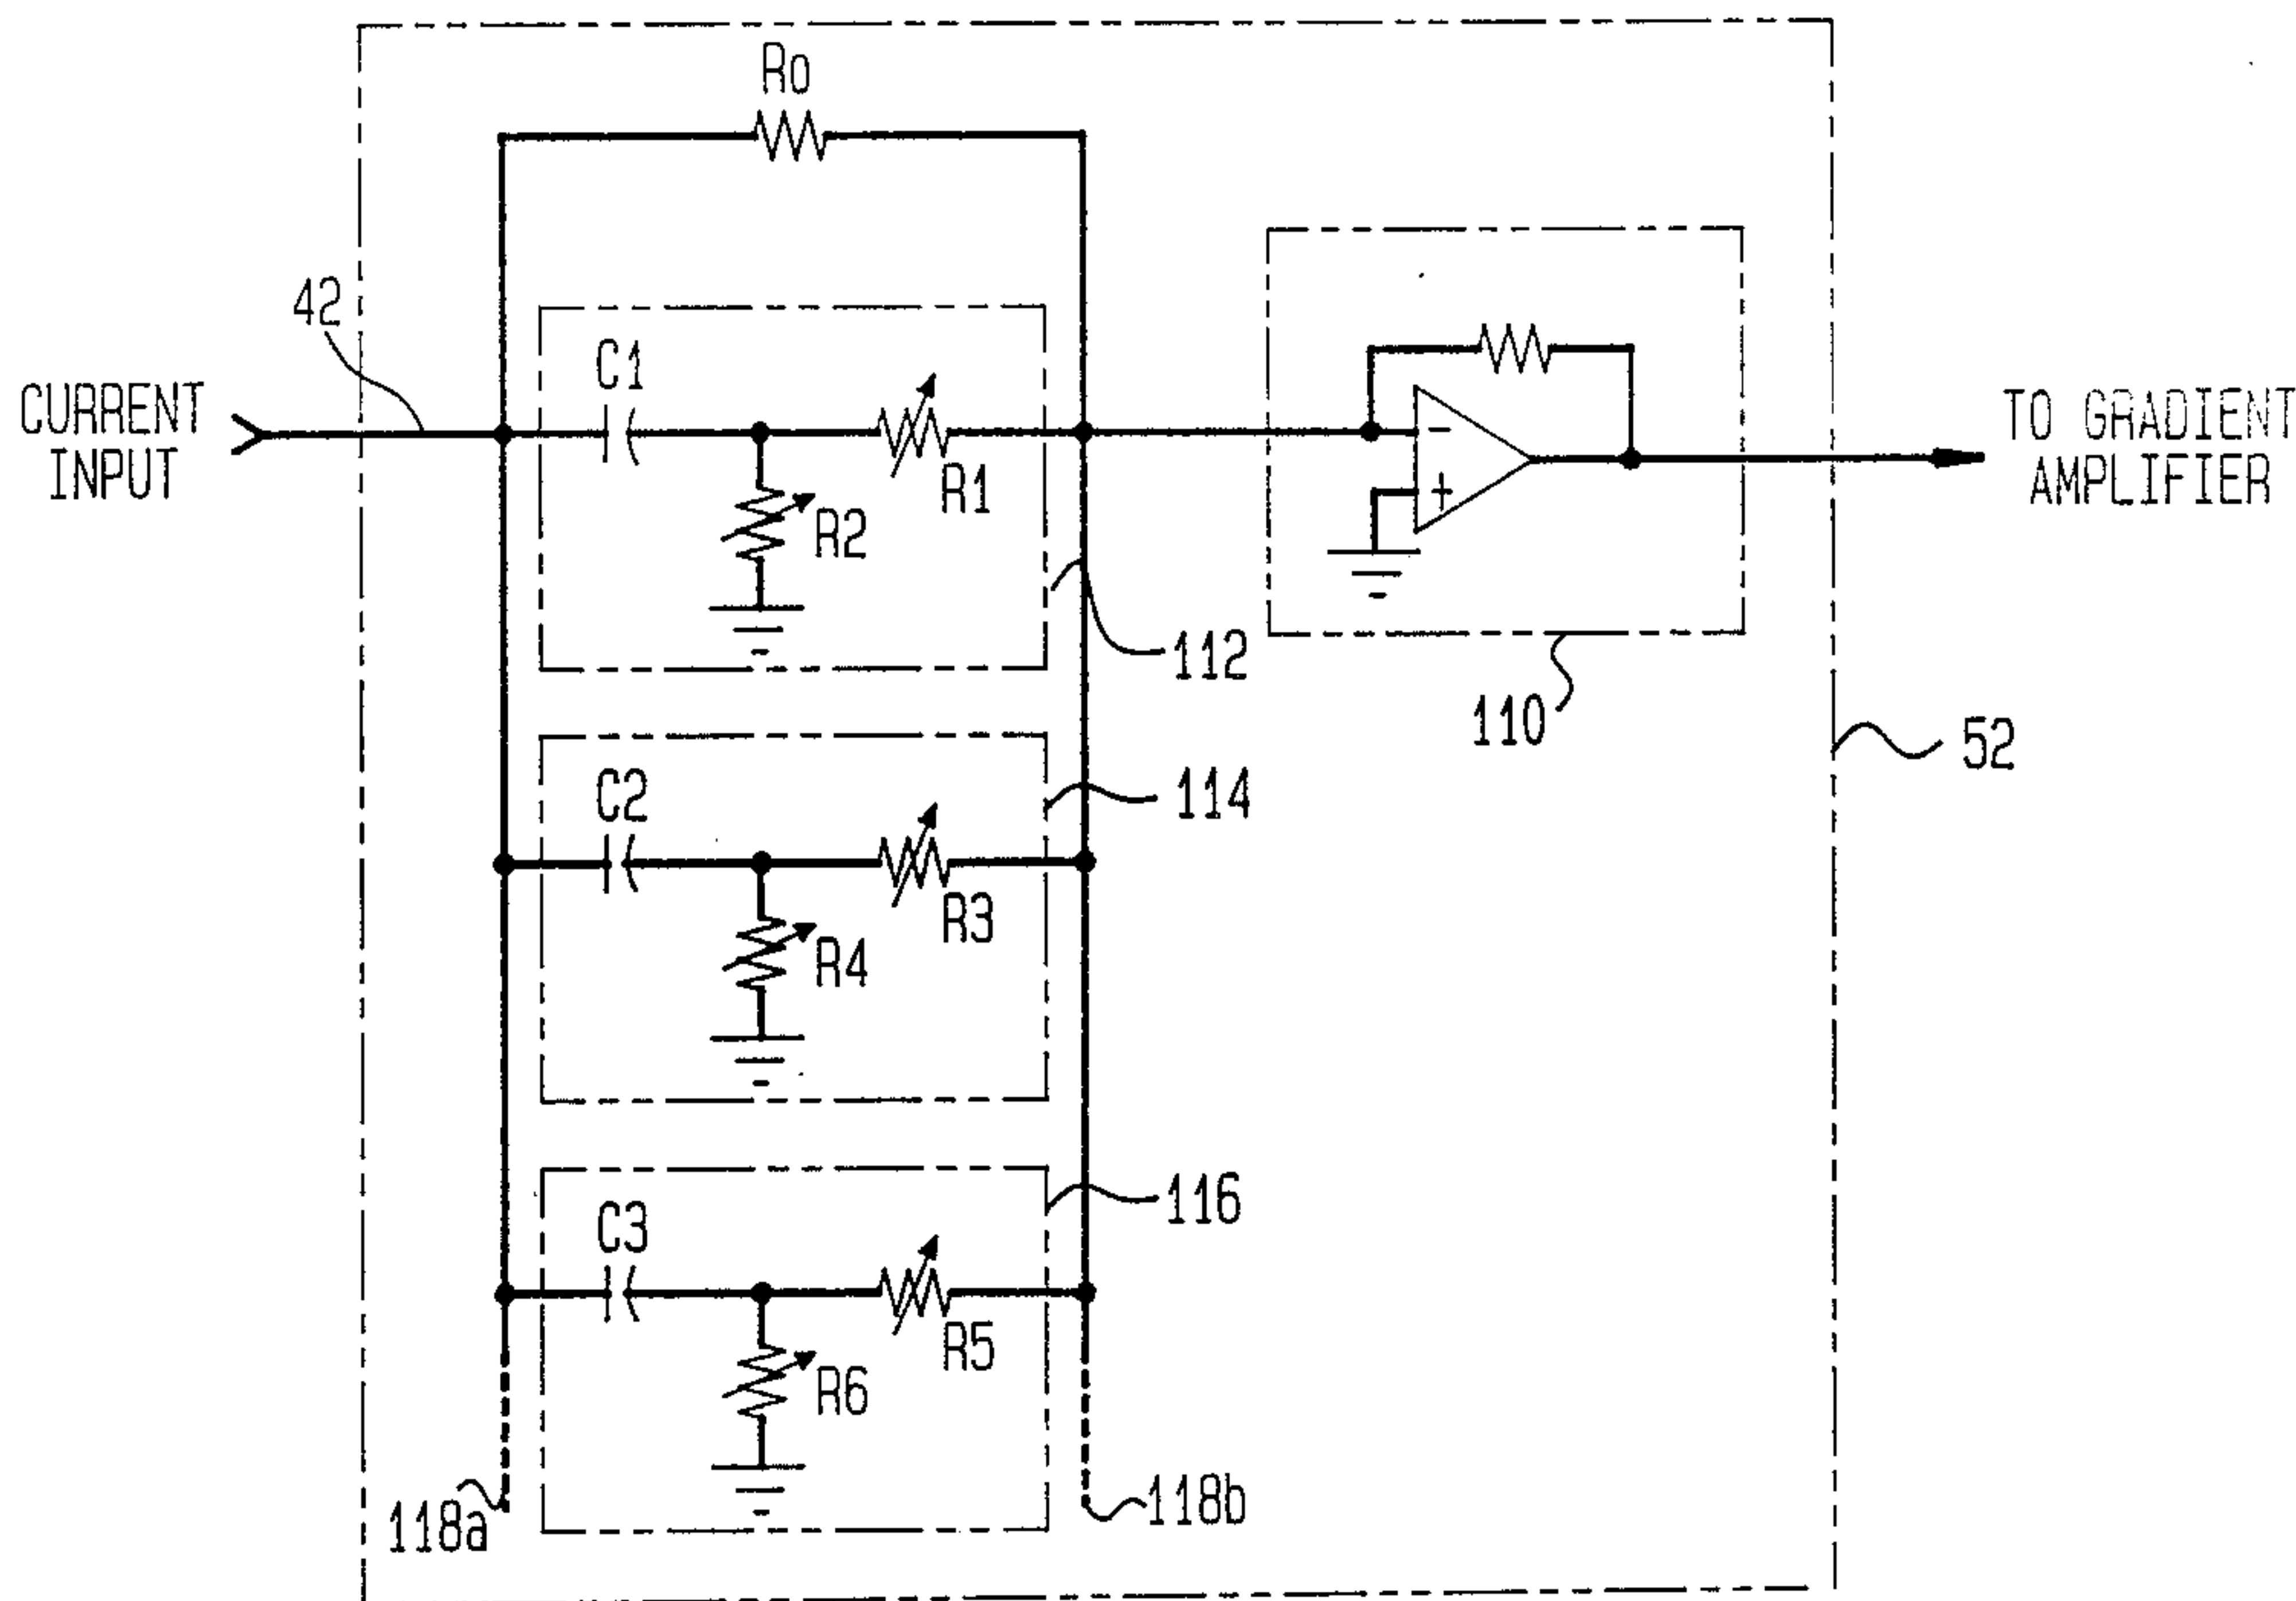 Ro
42
C1
CURRENT
INPUT
R1
R2
-
+
TO GRADIENT
AMPLIFIER
112
110
52
C2
114
R3
R4
C3
116
R5
R6
118a
118b